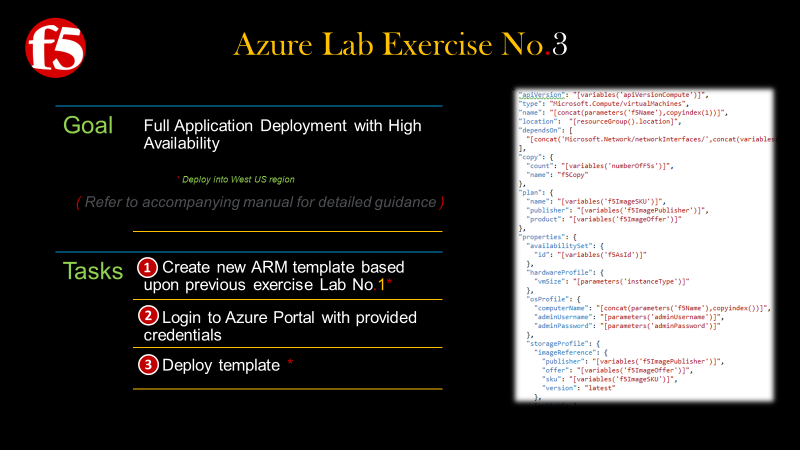 f5
Azure Lab Exercise No.3
Goal
Full Application Deployment with High
Availability
* Deploy into West US region
( Refer to accompanying manual for detailed guidance )
Tasks
1 Create new ARM template based
upon previous exercise Lab No.1*
2 Login to Azure Portal with provided
credentials
3 Deploy template *
"apiVersion": "[variables('apiVersionCompute')]",
"type": "Microsoft.Compute/virtualMachines",
"name": "[concat(parameters('f5Name'),copyindex(1))]",
"location": "[resourceGroup().location]",
"dependsOn": [
"[concat('Microsoft.Network/networkInterfaces/',concat(variables
],
"copy": {
"count": "[variables('numberOfF5s')]",
"name": "f5Copy"
},
"plan": {
"name": "[variables('f5ImageSKU')]",
"publisher": "[variables('f5ImagePublisher')]",
"product": "[variables('f5ImageOffer')]"
},
"properties": {
"availabilitySet": {
"id": "[variables('f5AsId')]"
},
"hardwareProfile": {
"vmSize": "[parameters('instanceType')]"
},
"osProfile": {
"computerName": "[concat(parameters('f5Name'),copyindex())]",
"adminUsername": "[parameters('adminUsername')]",
"adminPassword": "[parameters('adminPassword')]"
},
"storageProfile": {
"imageReference": {
"publisher": "[variables('f5ImagePublisher')]",
"offer": "[variables('f5ImageOffer')]",
"sku": "[variables('f5ImageSKU')]",
"version": "latest"
},